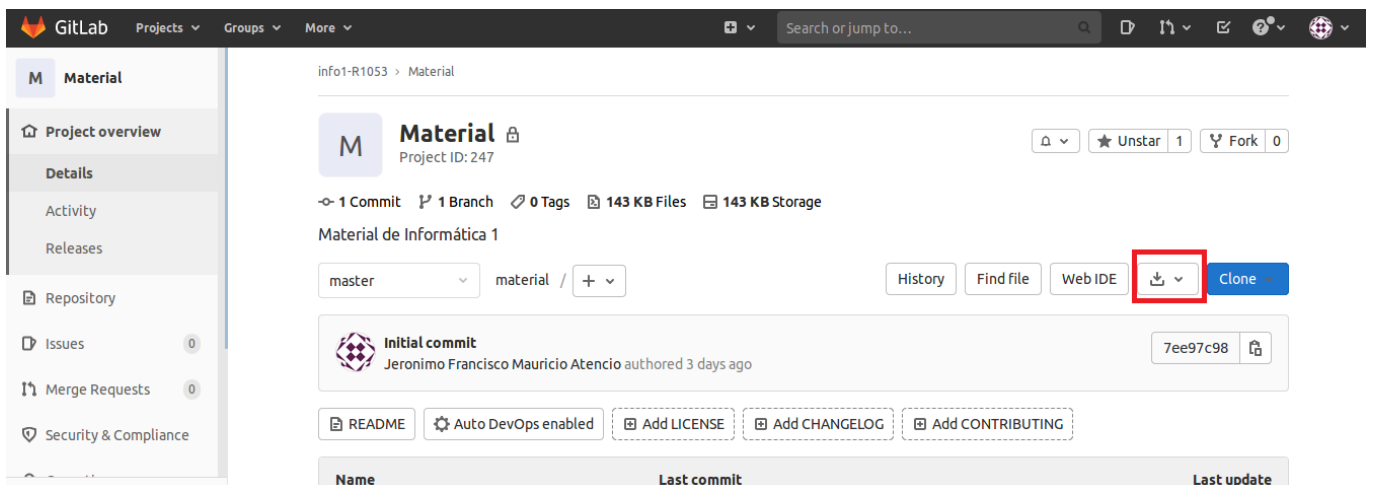 GitLab Projects Groups More Search or jump to...
M Material
Project overview
Details
Activity
Releases
Repository
Issues 0
Merge Requests 0
Security & Compliance
info1-R1053 > Material
M
Material
Project ID: 247
Unstar 1 Fork 0
1 Commit 1 Branch 0 Tags 143 KB Files 143 KB Storage
Material de Informática 1
master material / + History Find file Web IDE Clone
Initial commit
Jeronimo Francisco Mauricio Atencio authored 3 days ago
7ee97c98
README Auto DevOps enabled Add LICENSE Add CHANGELOG Add CONTRIBUTING
Name Last commit Last update